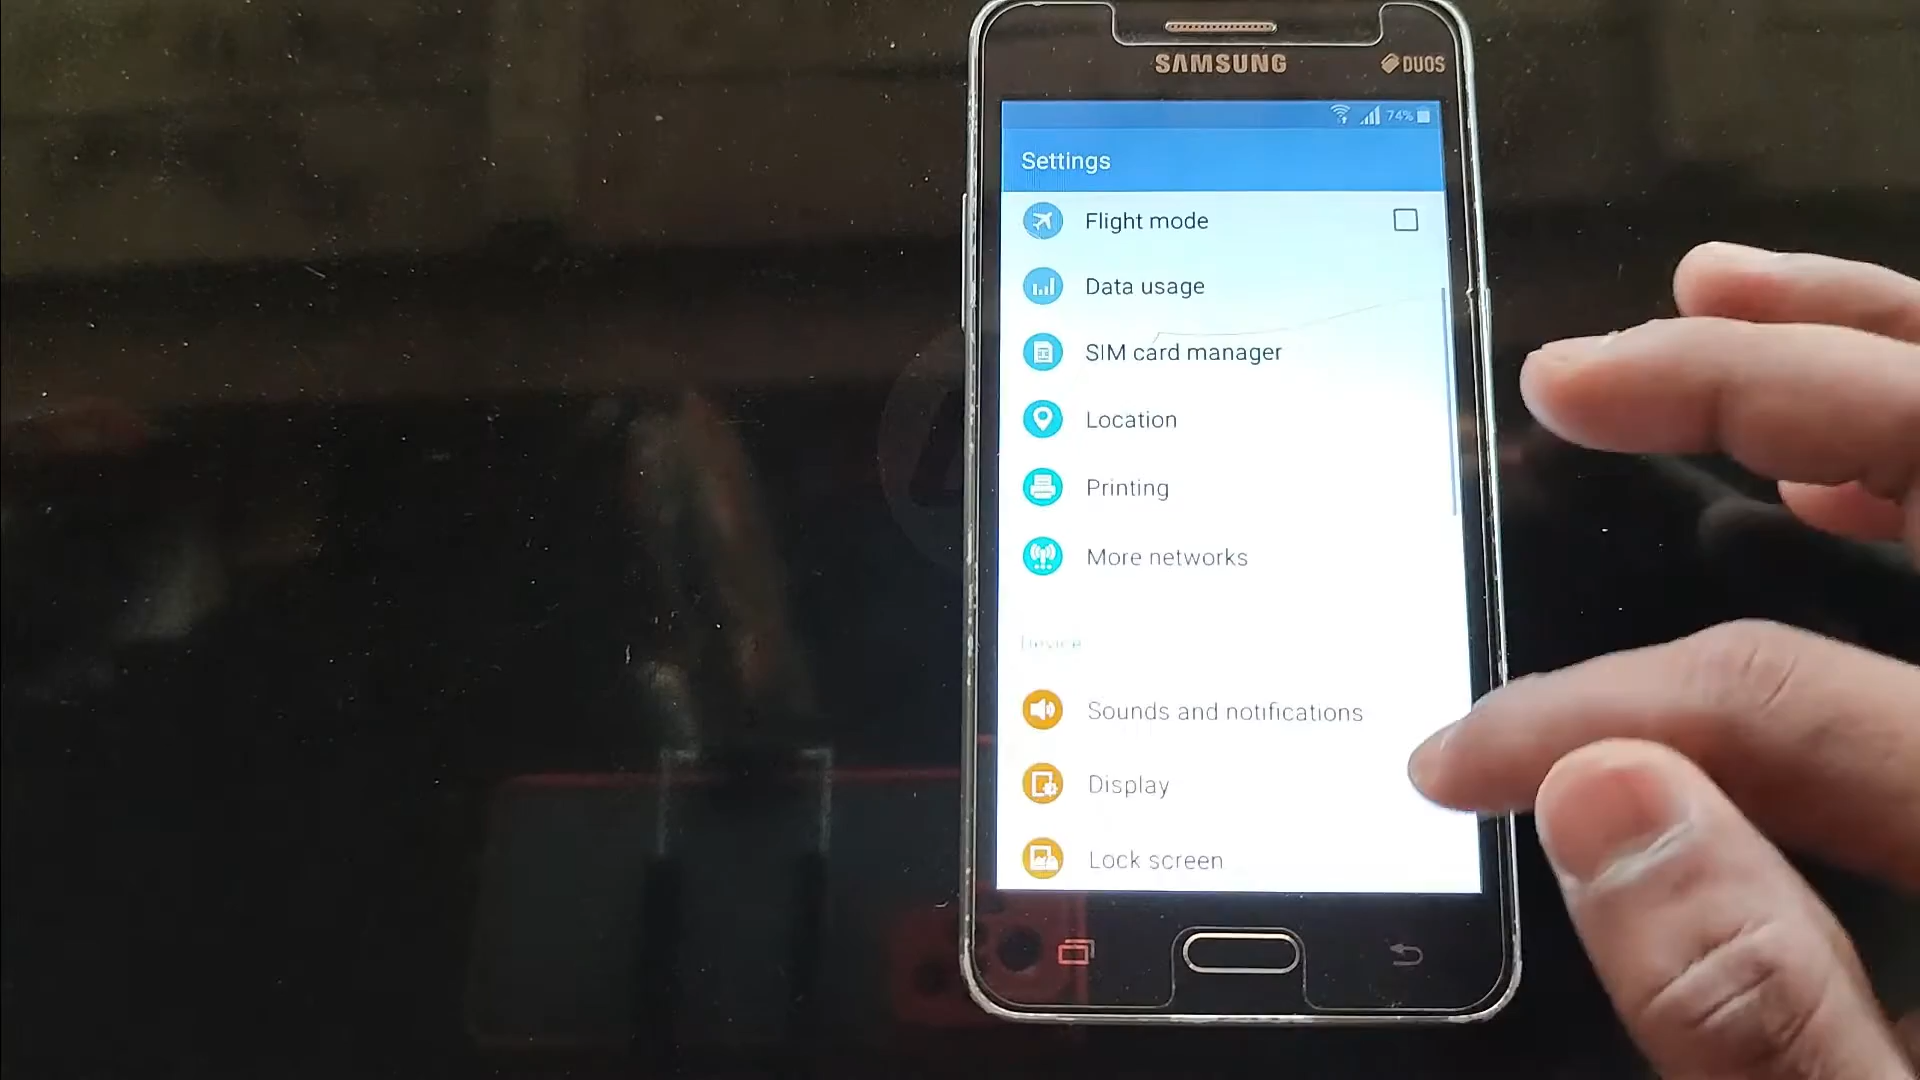 SAMSUNG
DUOS
74%
Settings
Flight mode
Data usage
SIM card manager
Location
Printing
More networks
Device
Sounds and notifications
Display
Lock screen